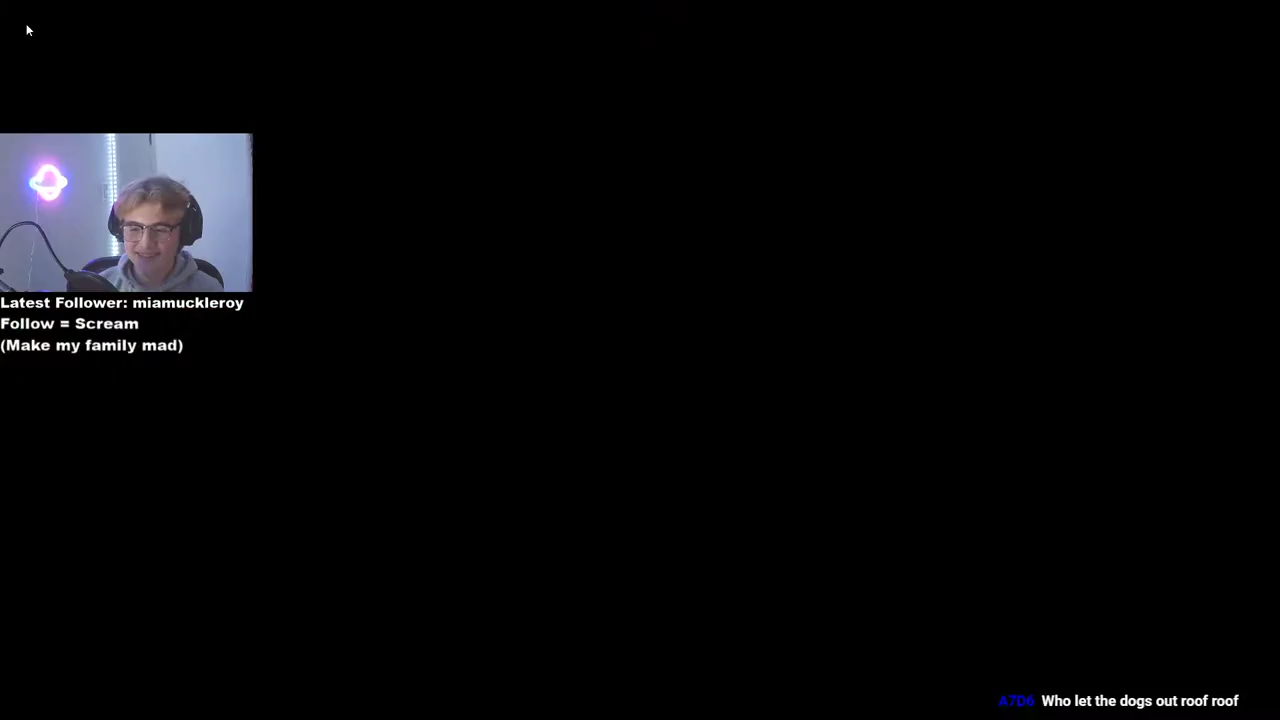 Latest Follower: miamuckleroy
Follow = Scream
(Make my family mad)
A7D6 Who let the dogs out roof roof